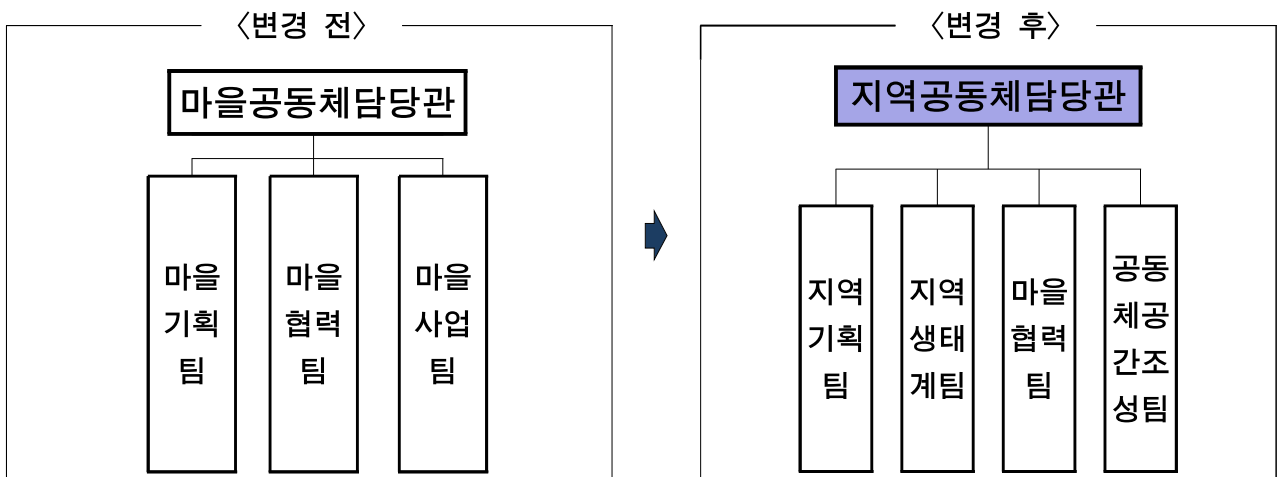 〈변경 전〉
마을공동체담당관
마을
기획
팀
마을
협력
팀
마을
사업
팀
〈변경 후〉
지역공동체담당관
지역
기획
팀
지역
생태
계팀
마을
협력
팀
공동
체공
간조
성팀